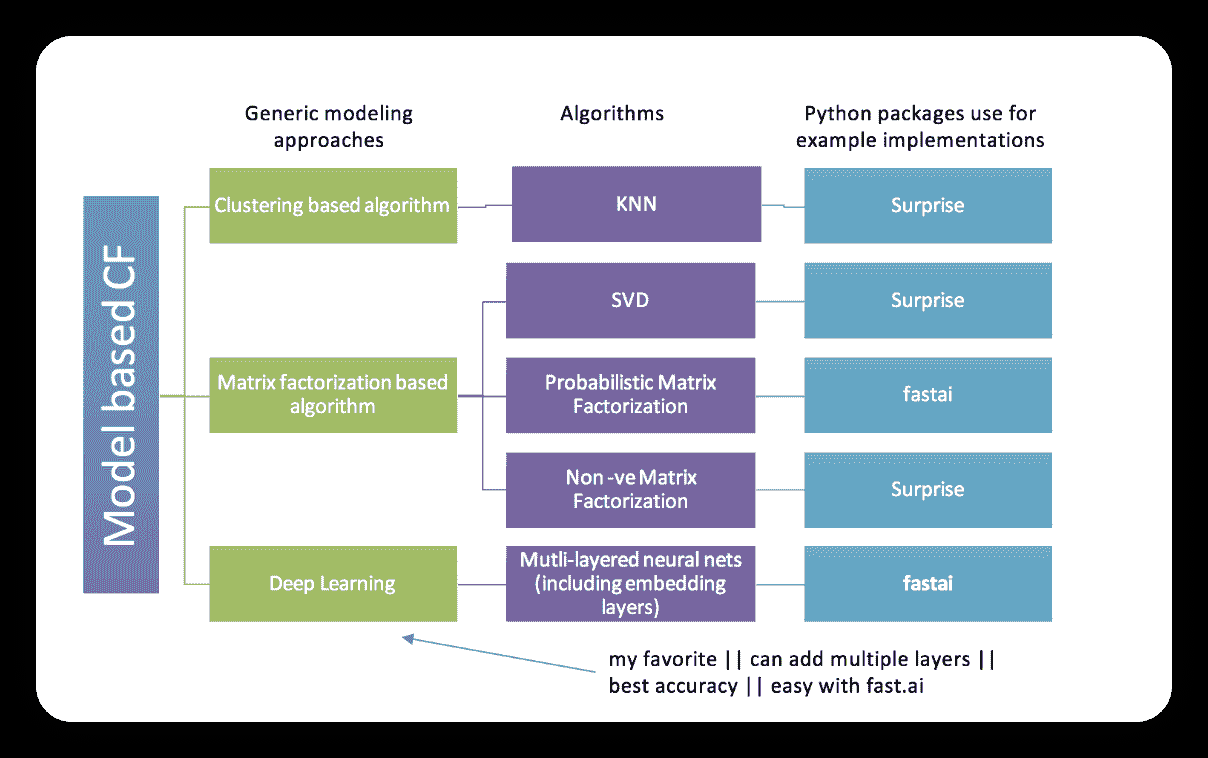 Generic modeling
approaches
Algorithms
Python packages use for
example implementations
Model based CF
Clustering based algorithm
KNN
Surprise
SVD
Surprise
Matrix factorization based
algorithm
Probabilistic Matrix
Factorization
fastai
Non -ve Matrix
Factorization
Surprise
Deep Learning
Mutli-layered neural nets
(including embedding
layers)
fastai
my favorite || can add multiple layers ||
best accuracy || easy with fast.ai